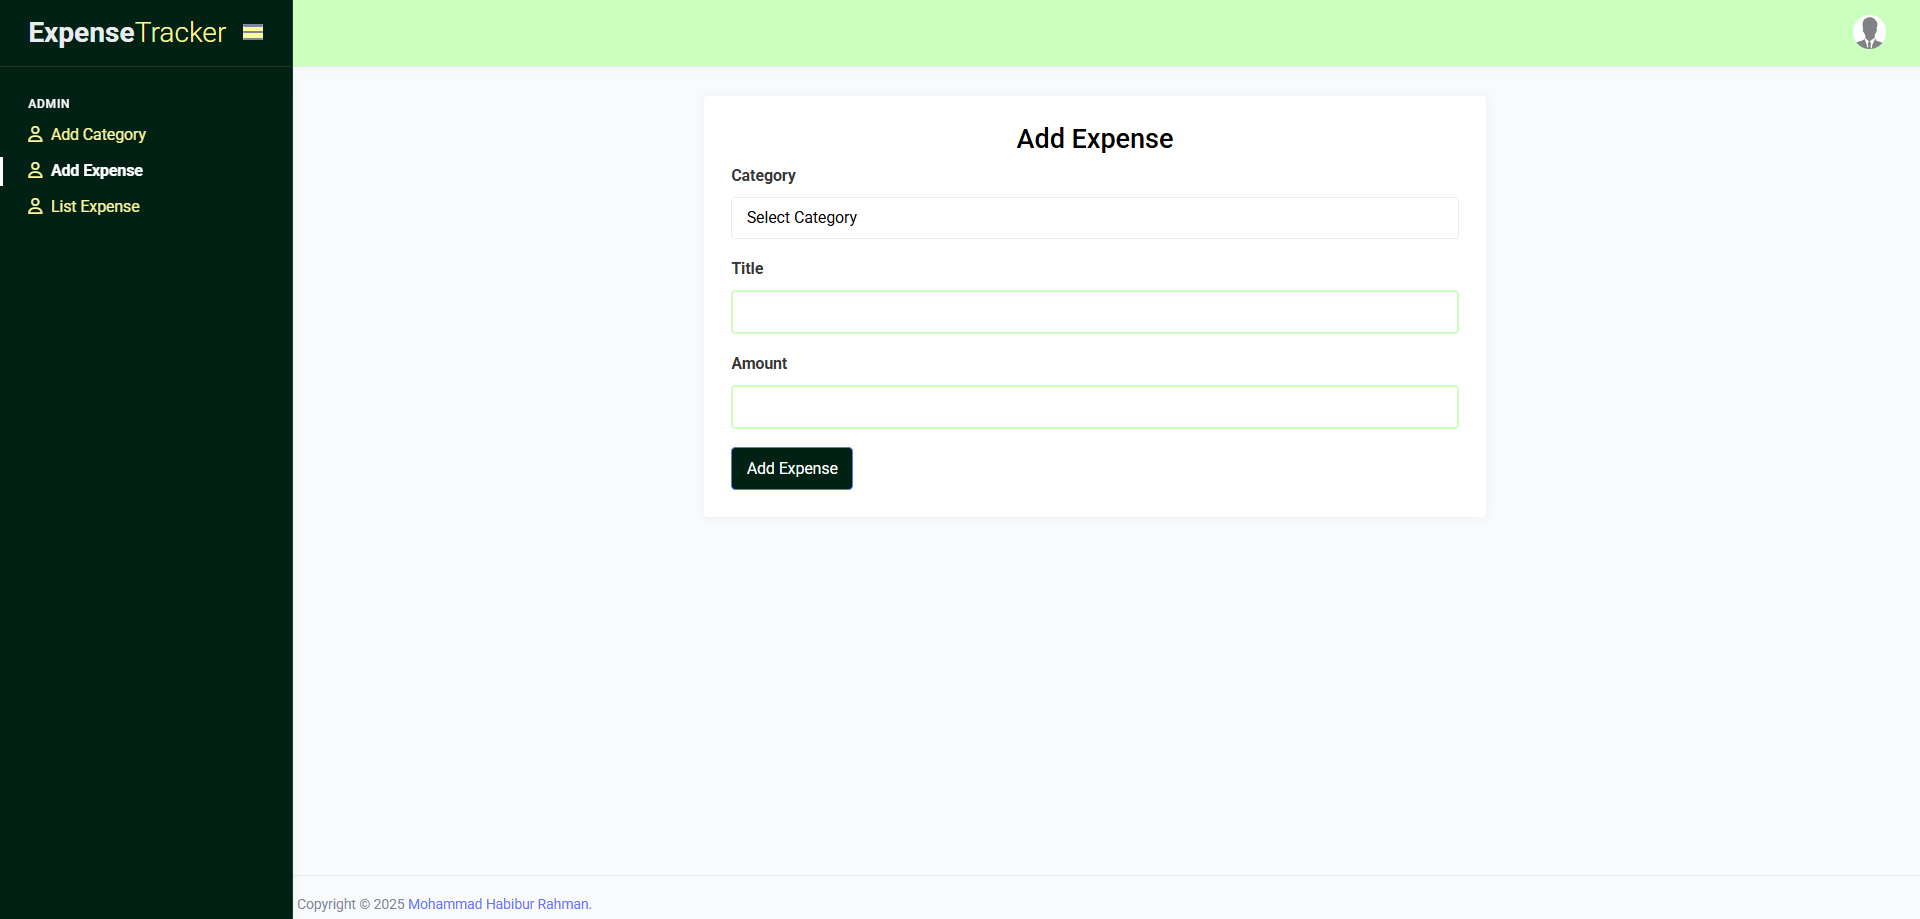 ExpenseTracker
ADMIN
Add Category
Add Expense
List Expense
Add Expense
Category
Select Category
Title
Amount
Add Expense
Copyright © 2025 Mohammad Habibur Rahman.